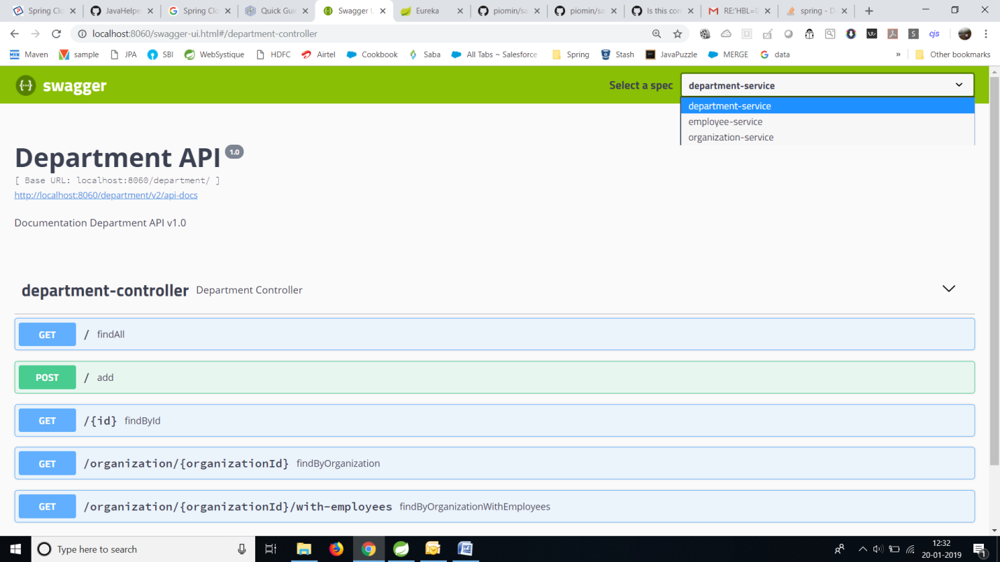 Spring Clo
JavaHelpe
Spring Clo
Quick Gui
Swagger U
Eureka
piomin/sa
piomin/sa
Is this con
RE:'HBL=
spring - D
localhost:8060/swagger-ui.html#/department-controller
Maven
sample
JPA
SBI
WebSystique
HDFC
Airtel
Cookbook
Saba
All Tabs ~ Salesforce
Spring
Stash
JavaPuzzle
MERGE
data
»
Other bookmarks
swagger
Select a spec
department-service
department-service
employee-service
organization-service
Department API 1.0
[ Base URL: localhost:8060/department/ ]
http://localhost:8060/department/v2/api-docs
Documentation Department API v1.0
department-controller Department Controller
GET / findAll
POST / add
GET /{id} findById
GET /organization/{organizationId} findByOrganization
GET /organization/{organizationId}/with-employees findByOrganizationWithEmployees
Type here to search
12:32
20-01-2019
1